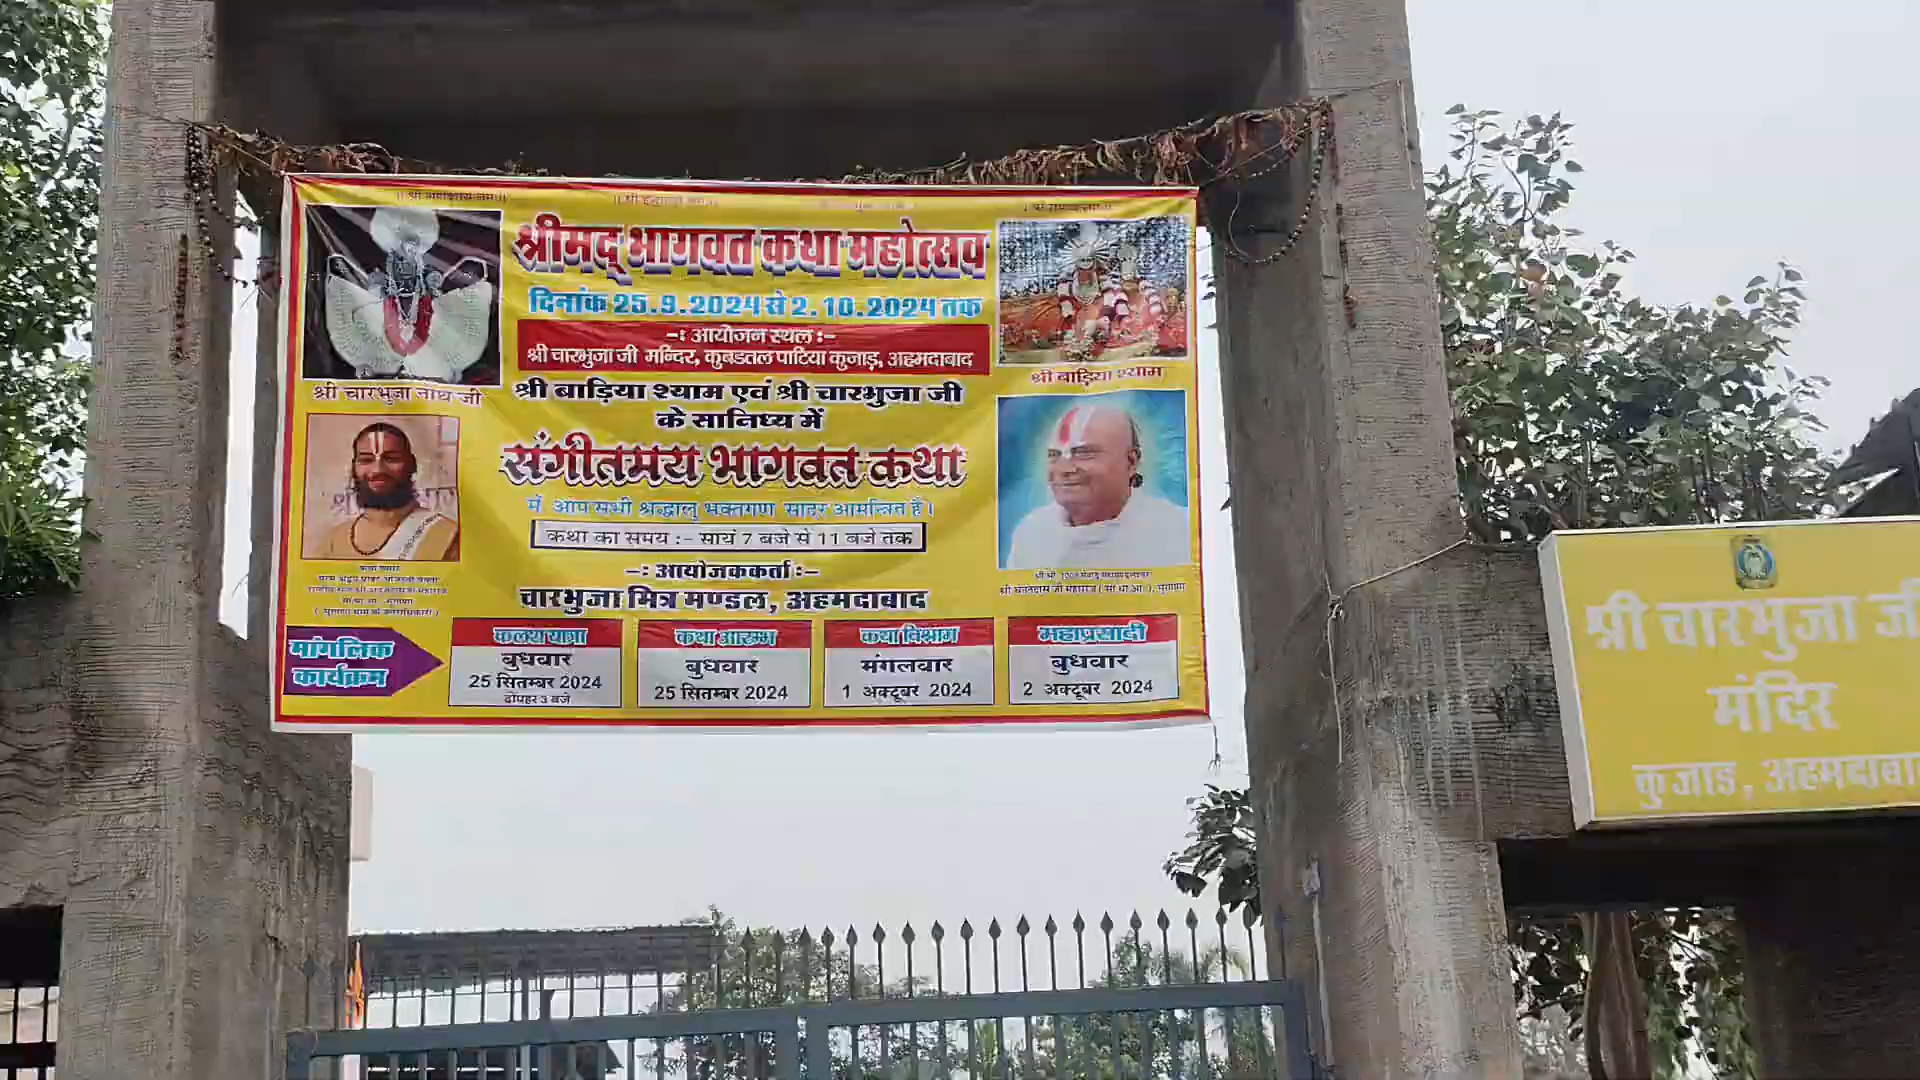 श्रीमद् भागवत कथा महोत्सव
दिनांक 25.9.2024 से 2.10.2024 तक
-: आयोजन स्थल :-
श्री चारभुजा जी मन्दिर, कुबडतल पाटिया कुजाड़, अहमदाबाद
श्री चारभुजा नाथ जी
श्री बाड़िया श्याम
श्री बाड़िया श्याम एवं श्री चारभुजा जी
के सानिध्य में
संगीतमय भागवत कथा
में आप सभी श्रद्धालु भक्तगण सादर आमन्त्रित हैं।
कथा का समय :- सायं 7 बजे से 11 बजे तक
-: आयोजककर्ता :-
चारभुजा मित्र मण्डल, अहमदाबाद
मांगलिक
कार्यक्रम
कलश यात्रा
बुधवार
25 सितम्बर 2024
दोपहर 3 बजे
कथा आरम्भ
बुधवार
25 सितम्बर 2024
कथा विश्राम
मंगलवार
1 अक्टूबर 2024
महाप्रसादी
बुधवार
2 अक्टूबर 2024
श्री चारभुजा जी
मंदिर
कुजाड, अहमदाबा